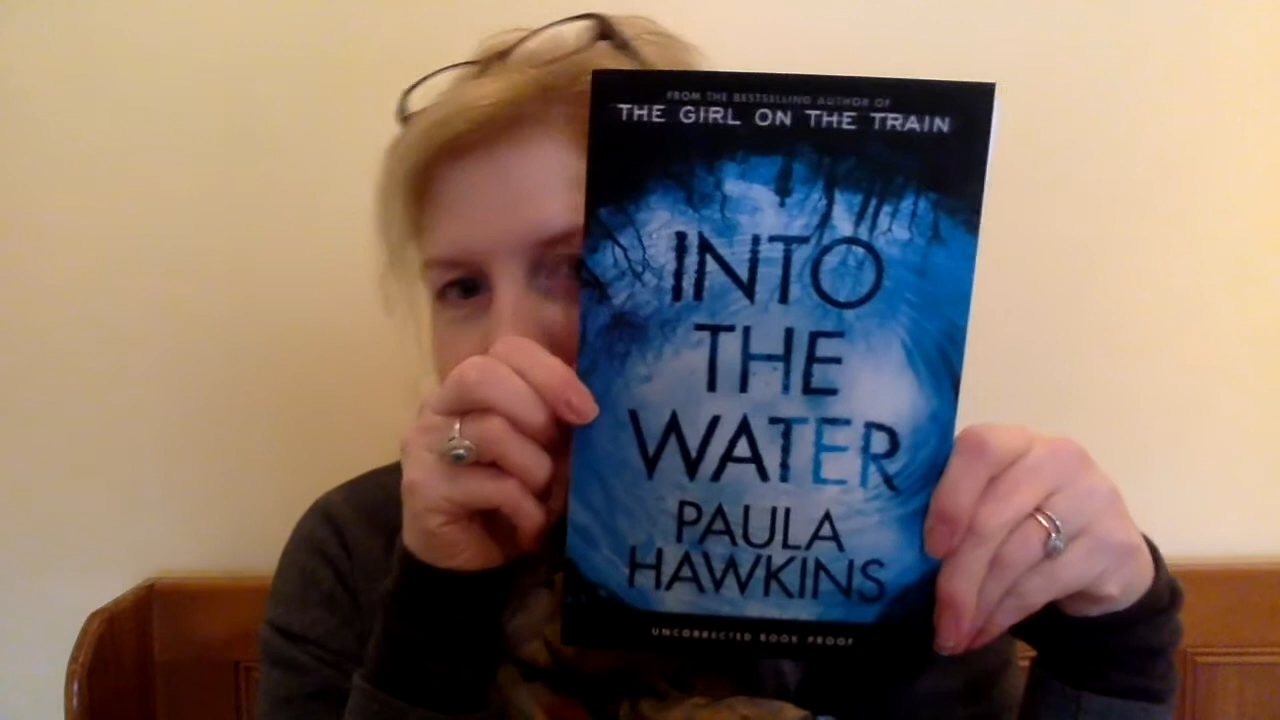 FROM THE BESTSELLING AUTHOR OF
THE GIRL ON THE TRAIN
INTO
THE
WATER
PAULA
HAWKINS
UNCORRECTED BOOK PROOF